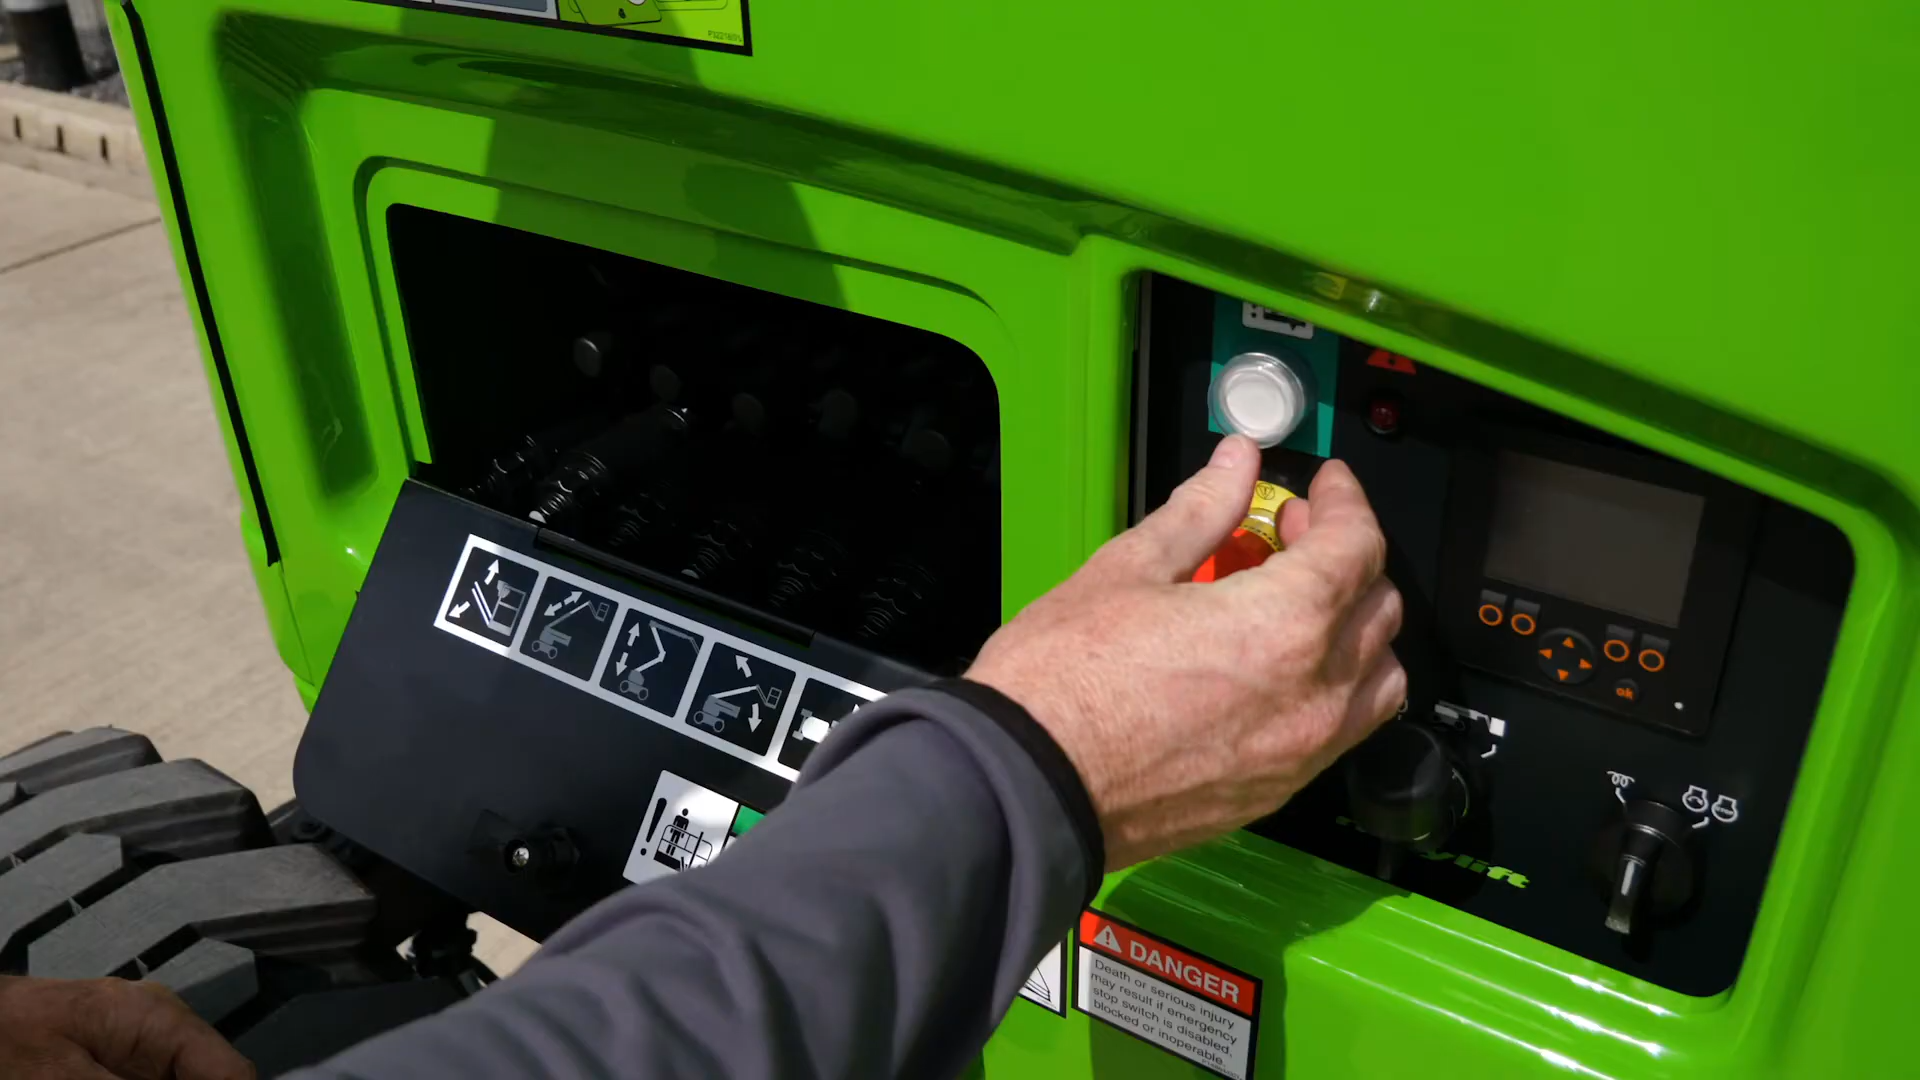 ok
DANGER
Death or serious injury
may result if emergency
stop switch is disabled,
blocked or inoperable.